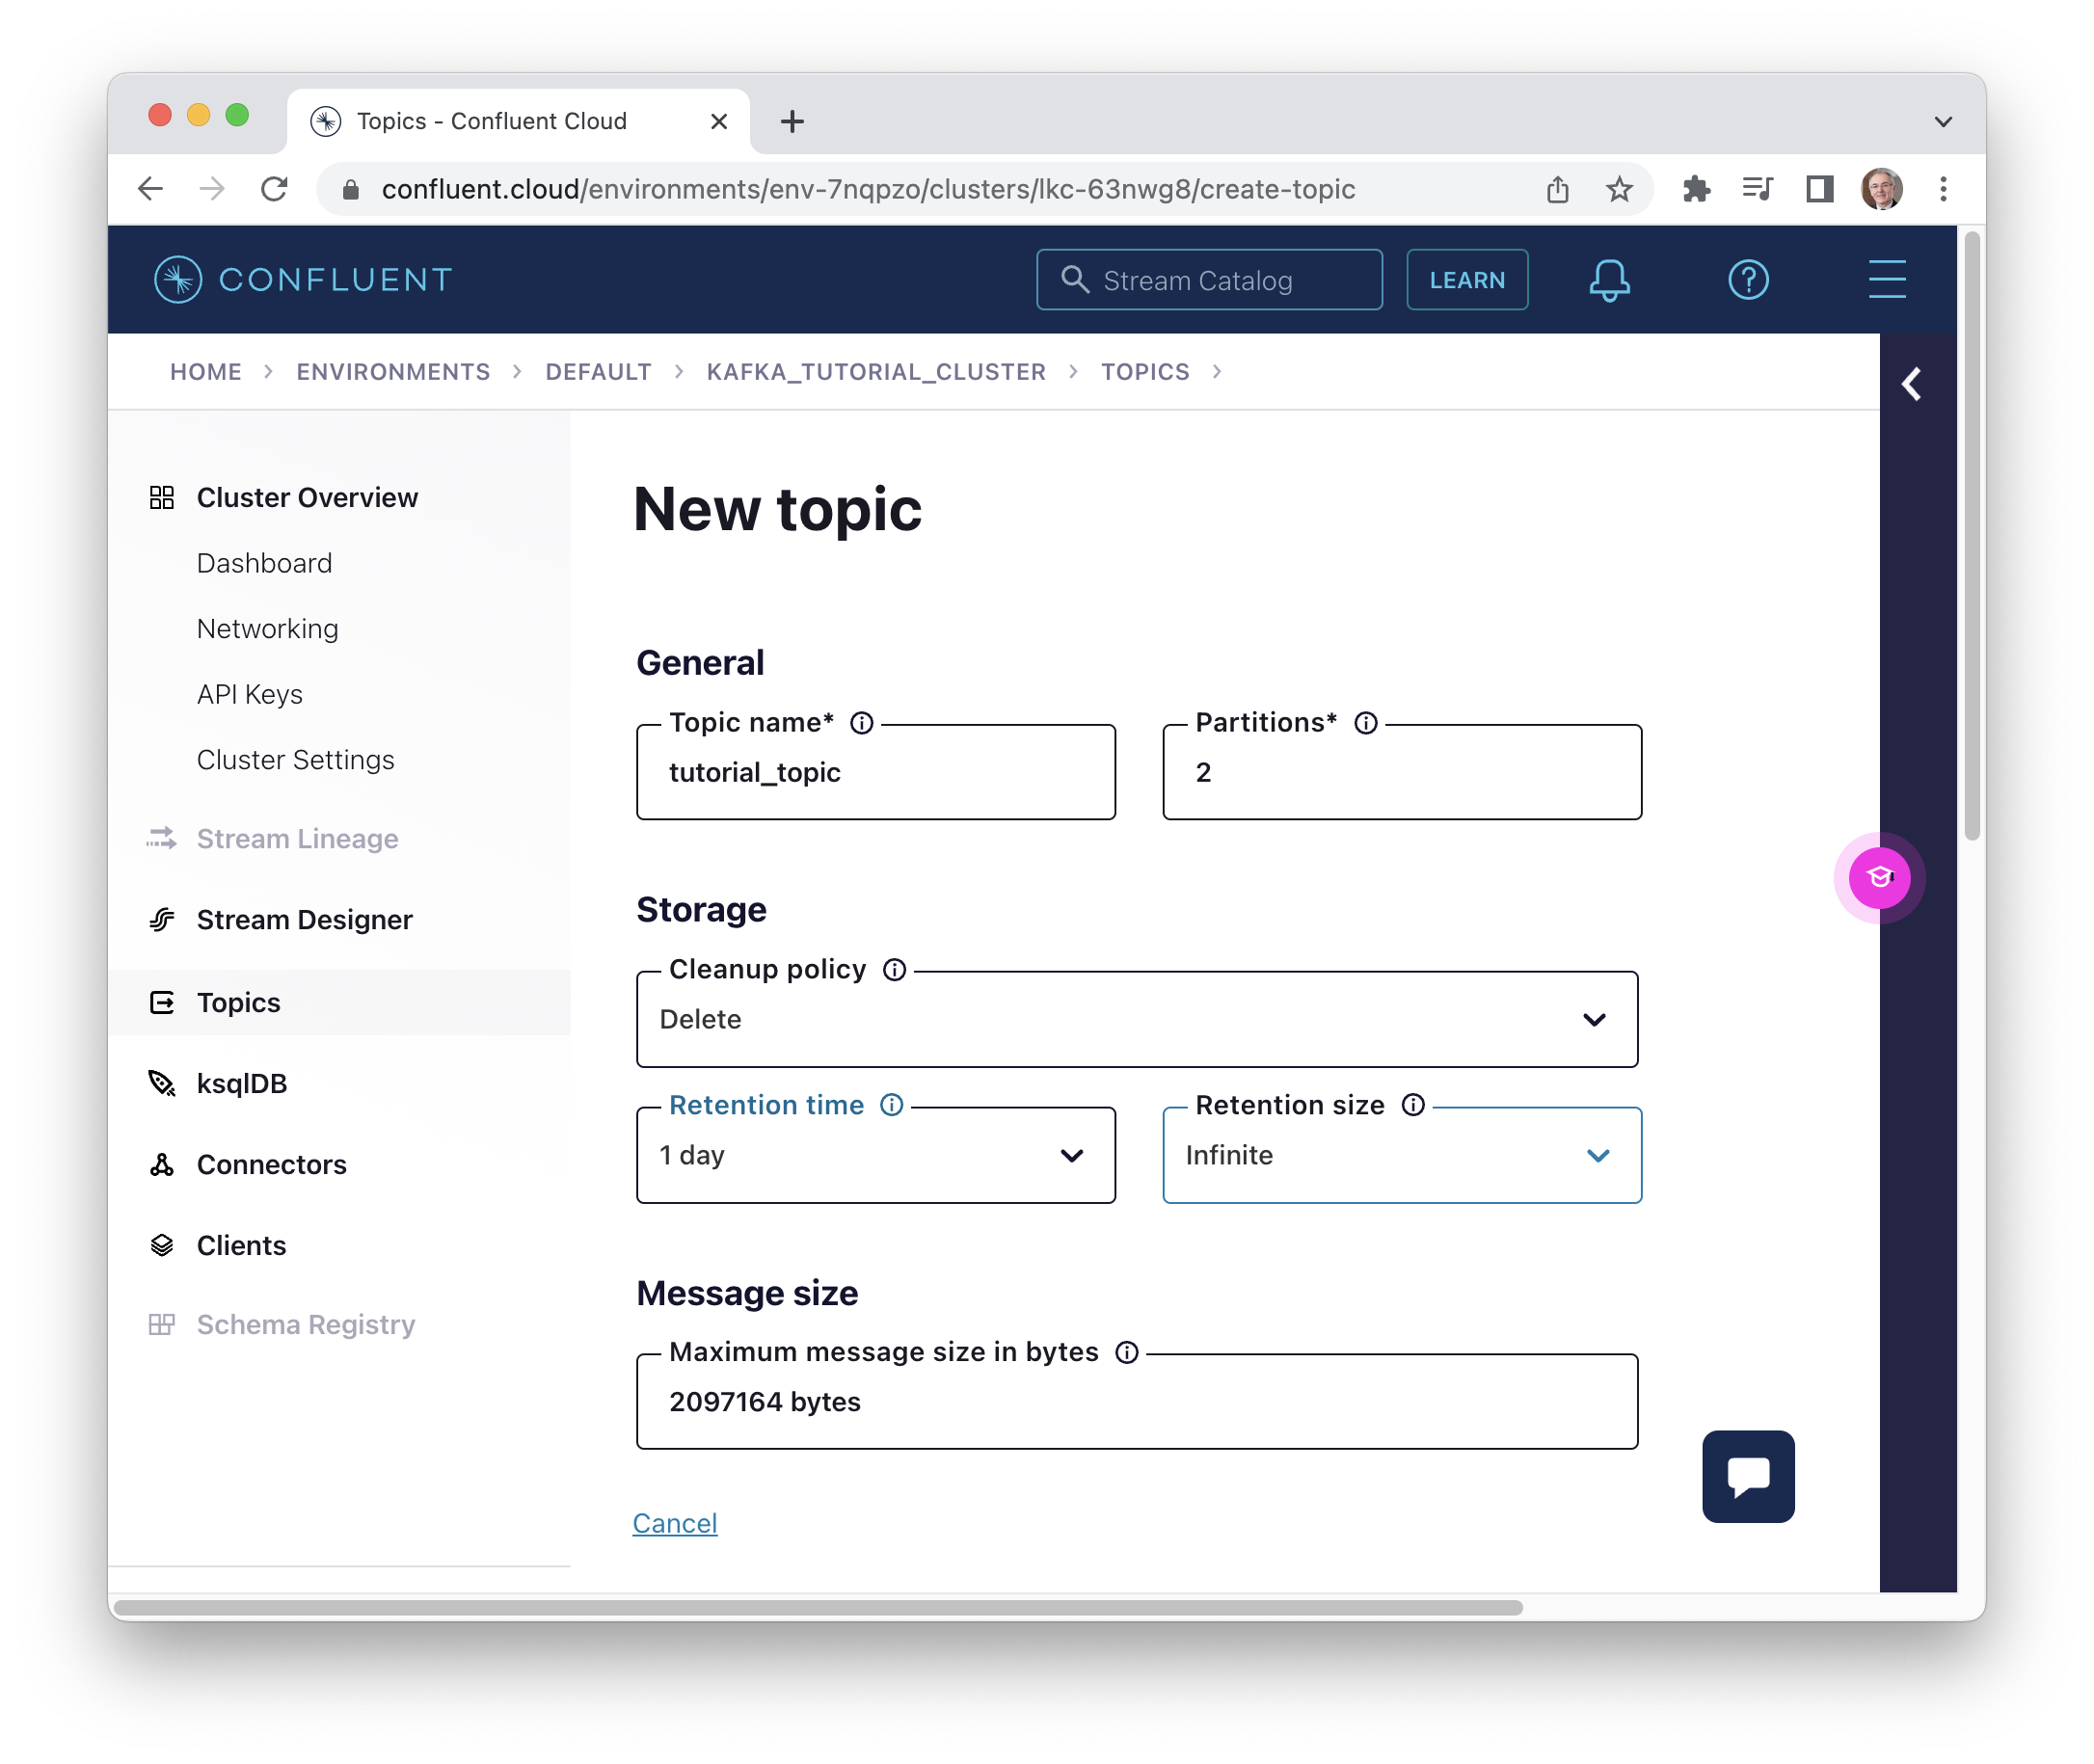 Topics - Confluent Cloud
confluent.cloud/environments/env-7nqpzo/clusters/lkc-63nwg8/create-topic
CONFLUENT
Stream Catalog
LEARN
HOME > ENVIRONMENTS > DEFAULT > KAFKA_TUTORIAL_CLUSTER > TOPICS >
Cluster Overview
Dashboard
Networking
API Keys
Cluster Settings
Stream Lineage
Stream Designer
Topics
ksqlDB
Connectors
Clients
Schema Registry
New topic
General
Topic name*
tutorial_topic
Partitions*
2
Storage
Cleanup policy
Delete
Retention time
1 day
Retention size
Infinite
Message size
Maximum message size in bytes
2097164 bytes
Cancel